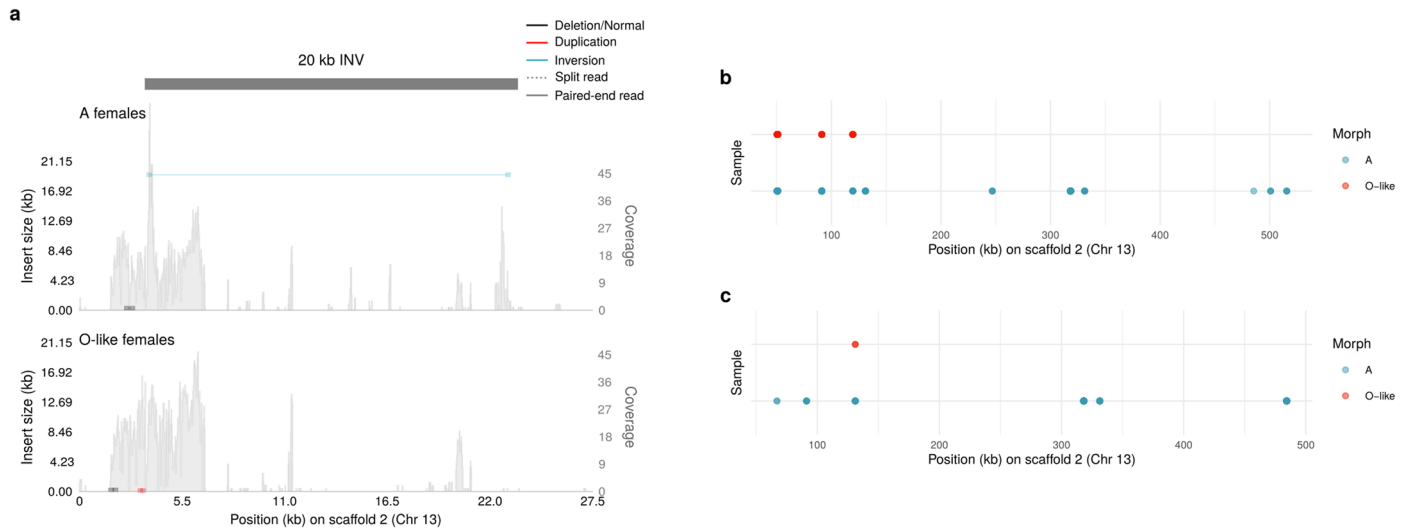 a
Deletion/Normal
Duplication
Inversion
Split read
Paired-end read
20 kb INV
A females
21.15
16.92
12.69
8.46
4.23
0.00
Insert size (kb)
45
36
27
18
9
0
Coverage
O-like females
21.15
16.92
12.69
8.46
4.23
0.00
Insert size (kb)
45
36
27
18
9
0
Coverage
0 5.5 11.0 16.5 22.0 27.5
Position (kb) on scaffold 2 (Chr 13)
b
Sample
Morph
A
O-like
100 200 300 400 500
Position (kb) on scaffold 2 (Chr 13)
c
Sample
Morph
A
O-like
100 200 300 400 500
Position (kb) on scaffold 2 (Chr 13)